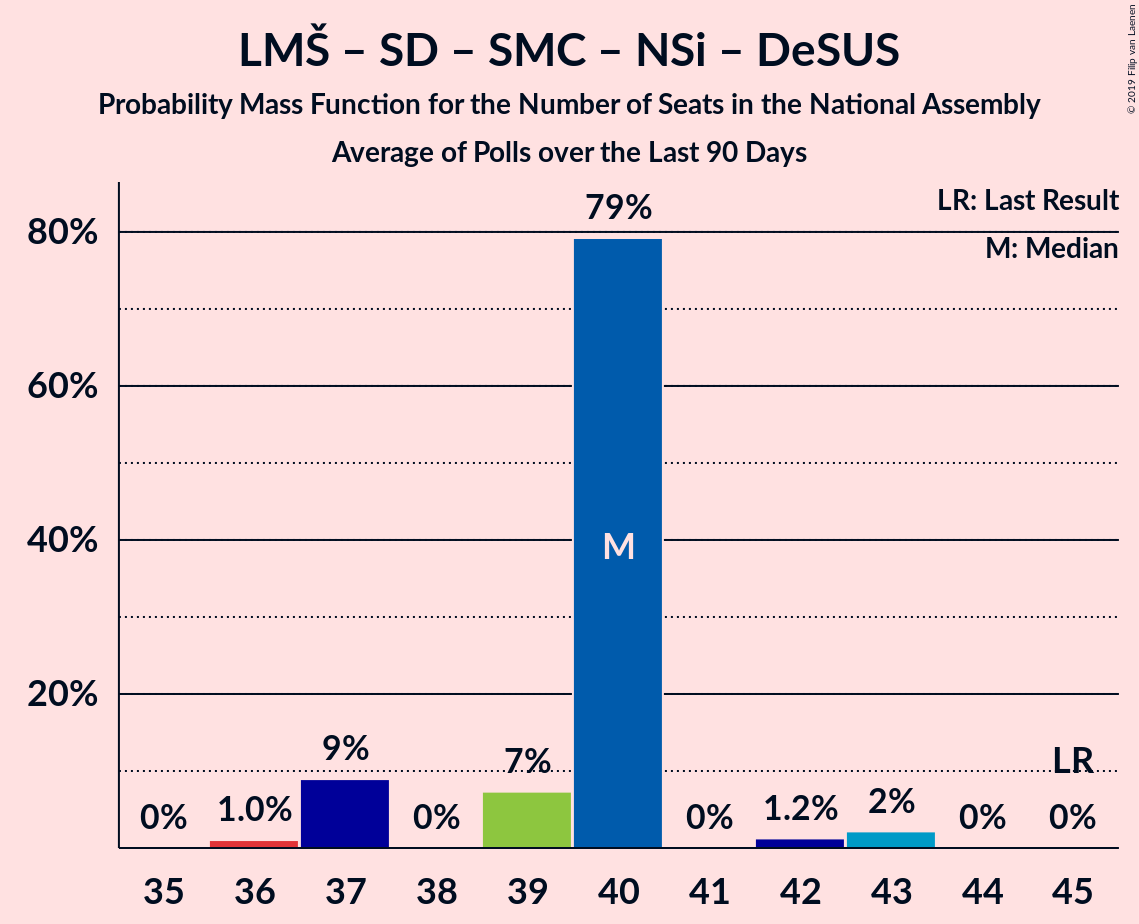 LMŠ – SD – SMC – NSi – DeSUS
Probability Mass Function for the Number of Seats in the National Assembly
Average of Polls over the Last 90 Days
© 2019 Filip van Laenen
LR: Last Result
M: Median
80%
60%
40%
20%
0%
1.0%
9%
0%
7%
79%
M
0%
1.2%
2%
0%
LR
0%
35 36 37 38 39 40 41 42 43 44 45